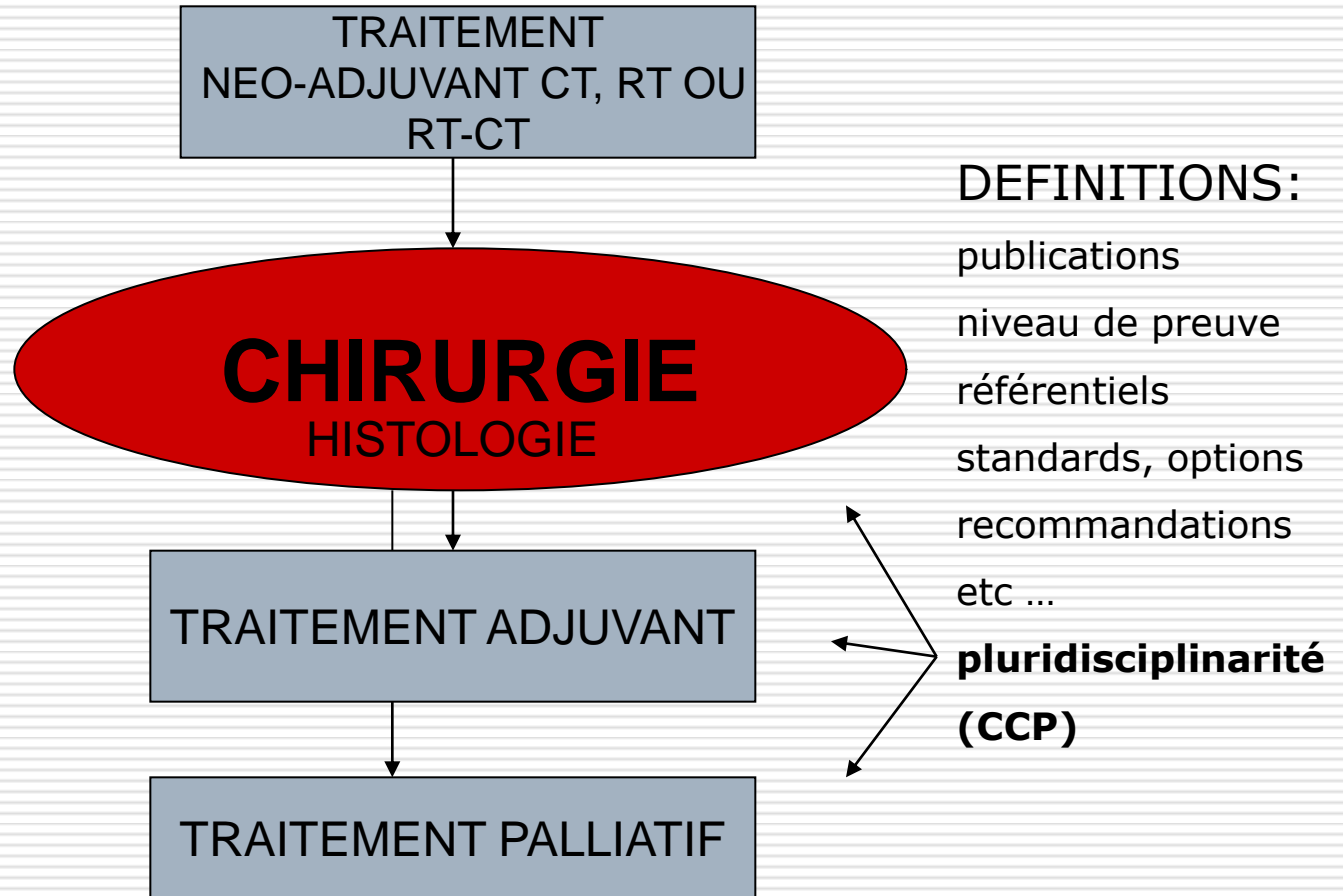 TRAITEMENT
NEO-ADJUVANT CT, RT OU
RT-CT
CHIRURGIE
HISTOLOGIE
TRAITEMENT ADJUVANT
TRAITEMENT PALLIATIF
DEFINITIONS:
publications
niveau de preuve
référentiels
standards, options
recommandations
etc …
pluridisciplinarité
(CCP)